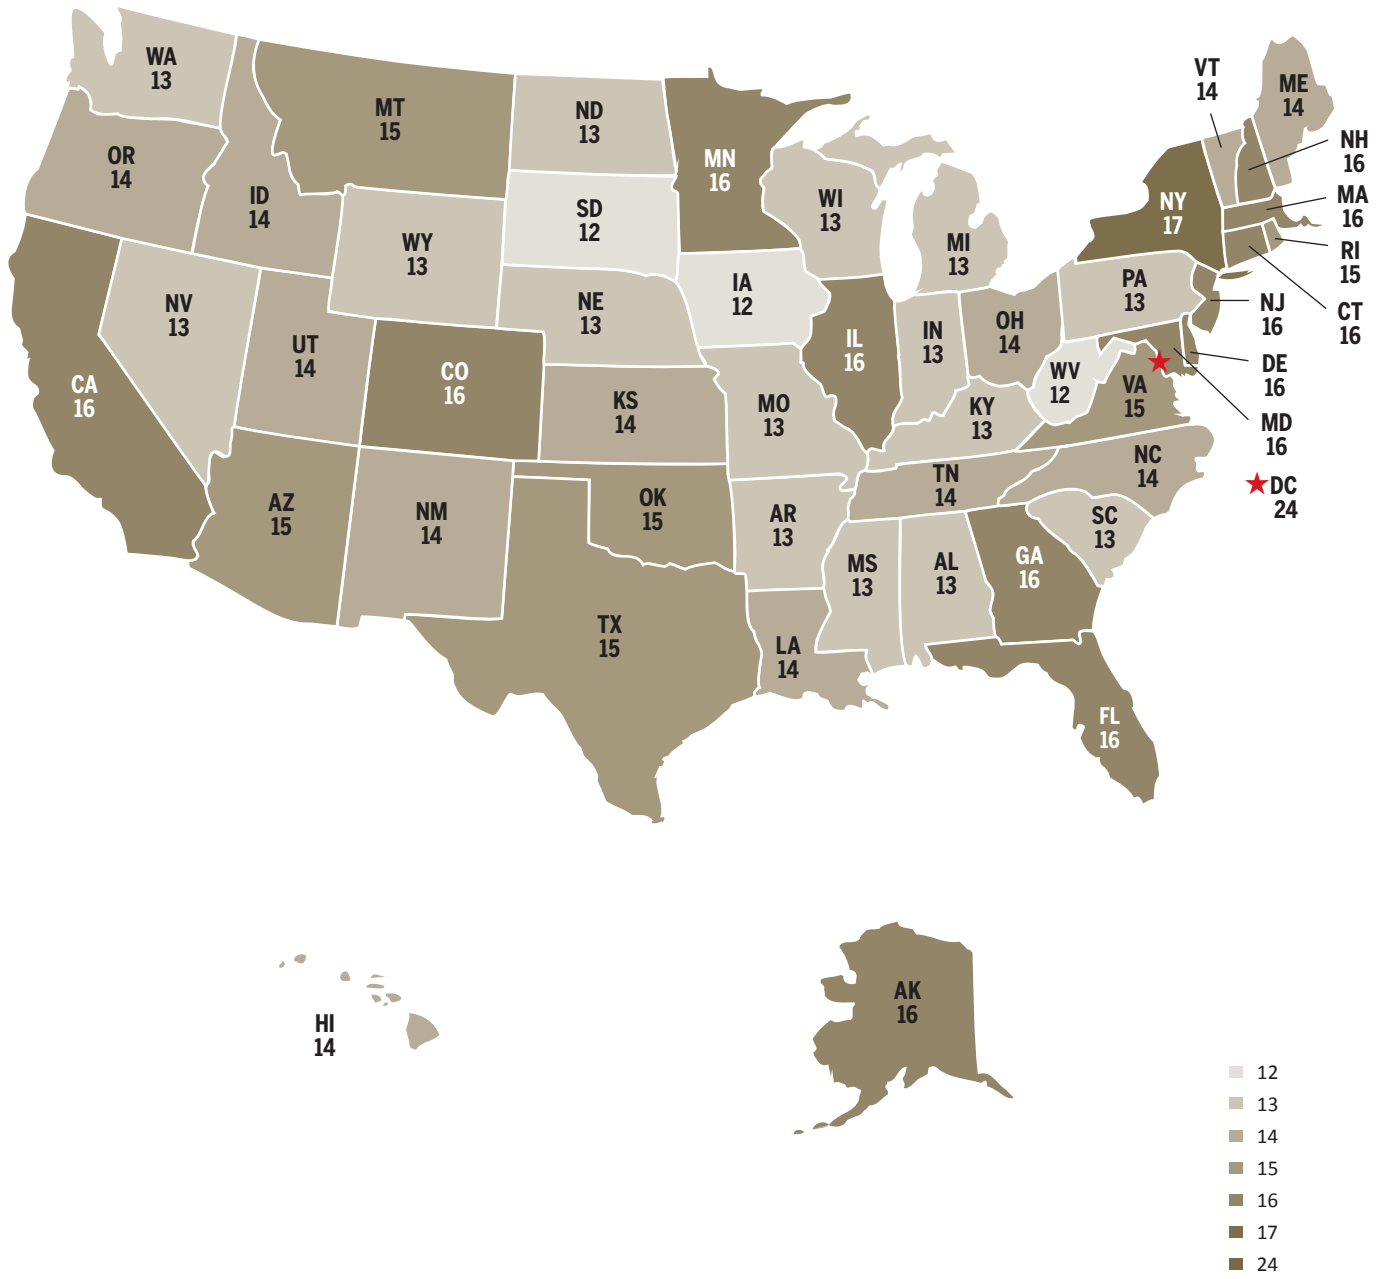 WA
13
OR
14
ID
14
MT
15
ND
13
MN
16
SD
12
WY
13
WI
13
MI
13
VT
14
ME
14
NH
16
MA
16
RI
15
CT
16
NY
17
PA
13
NJ
16
DE
16
MD
16
DC
24
CA
16
NV
13
UT
14
CO
16
NE
13
IA
12
IL
16
IN
13
OH
14
WV
12
VA
15
KS
14
MO
13
KY
13
NC
14
TN
14
AZ
15
NM
14
OK
15
AR
13
SC
13
MS
13
AL
13
GA
16
TX
15
LA
14
FL
16
HI
14
AK
16
12
13
14
15
16
17
24